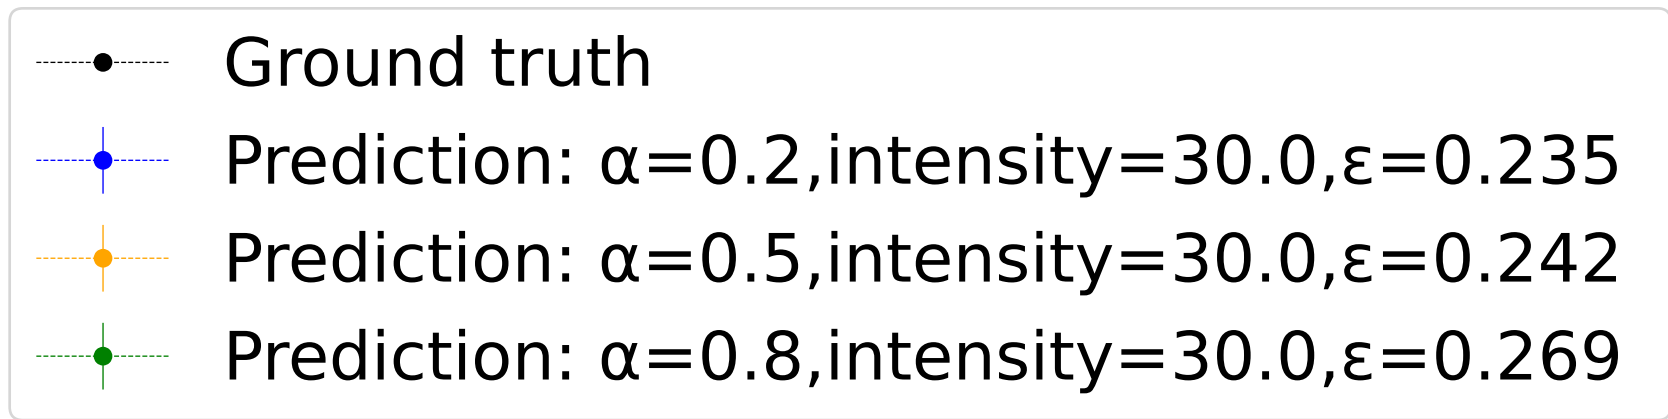 Ground truth
Prediction: α=0.2,intensity=30.0,ε=0.235
Prediction: α=0.5,intensity=30.0,ε=0.242
Prediction: α=0.8,intensity=30.0,ε=0.269